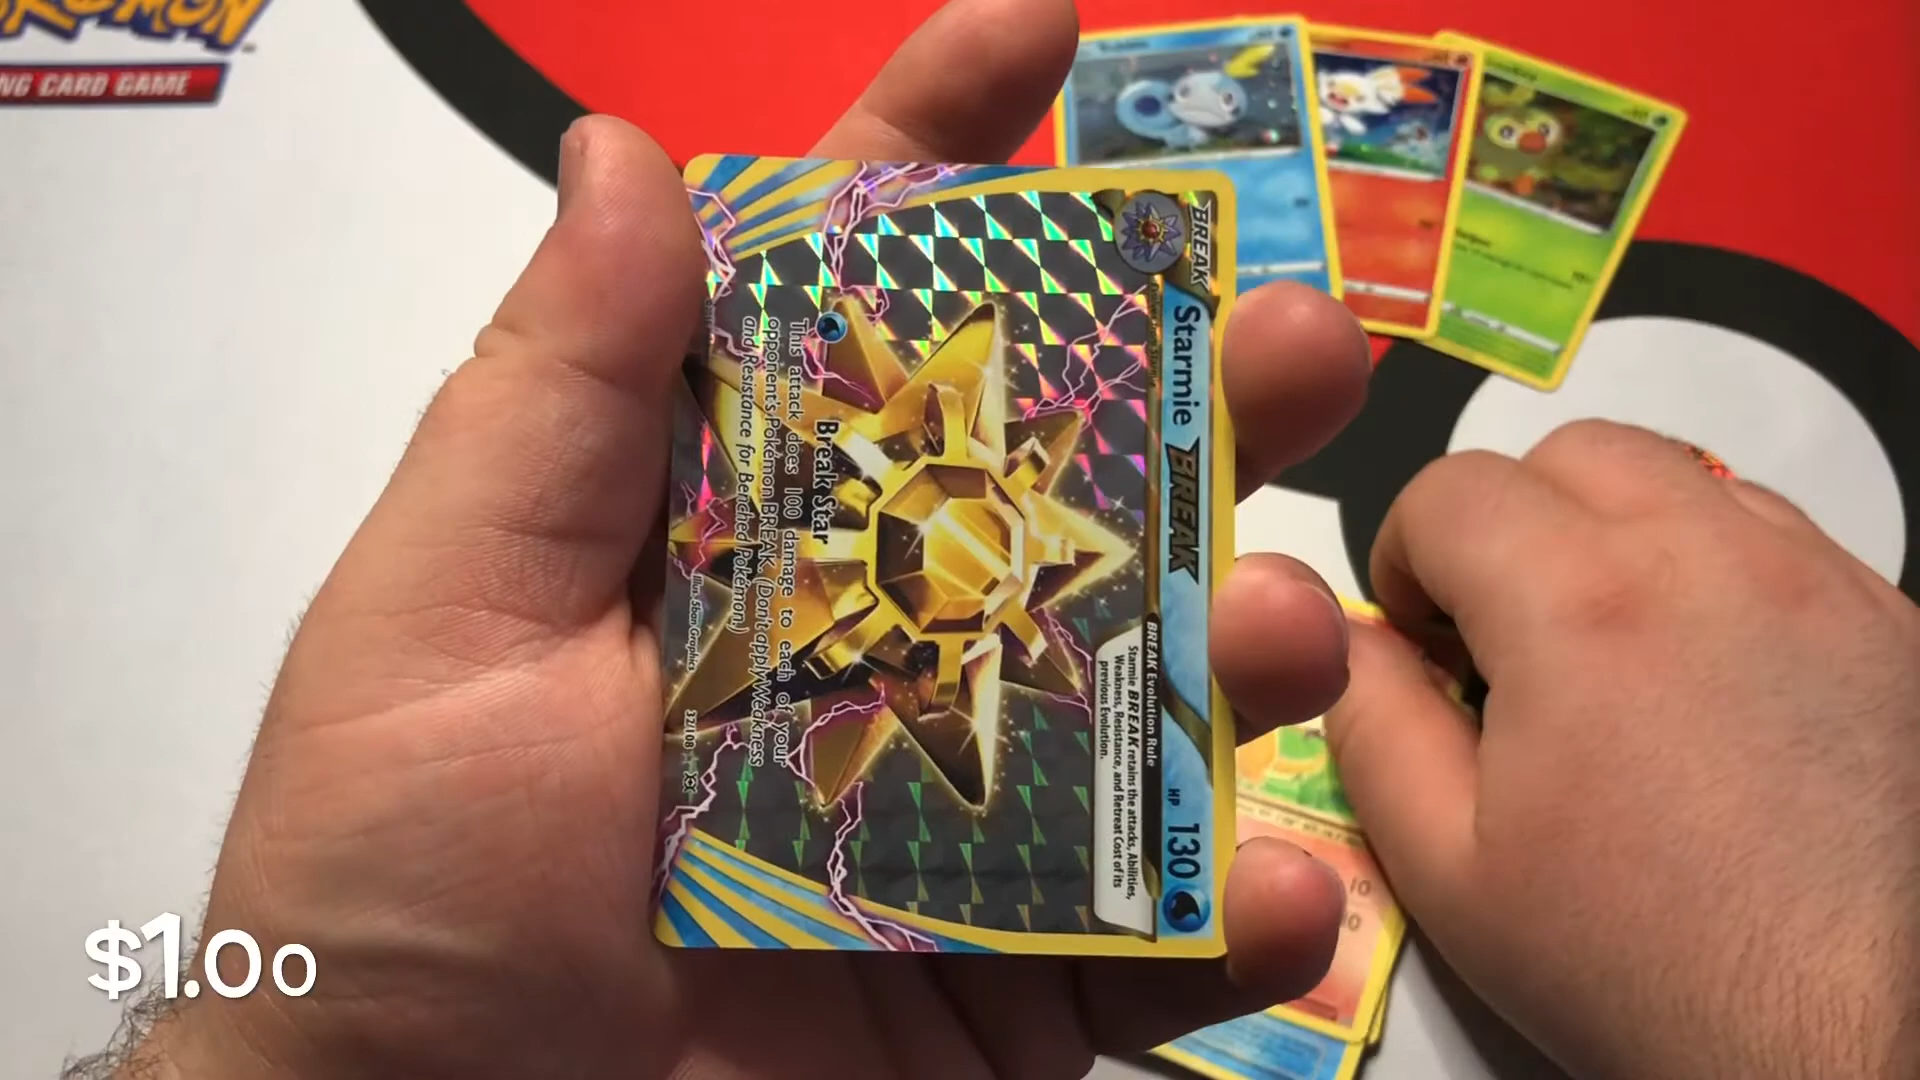 POKÉMON
NG CARD GAME
BREAK
Starmie BREAK
HP 130
BREAK Evolution Rule
Starmie BREAK retains the attacks, Abilities,
Weakness, Resistance, and Retreat Cost of its
previous Evolution.
Break Star
This attack does 100 damage to each of your
opponent's Pokémon BREAK. (Don't apply Weakness
and Resistance for Benched Pokémon.)
Illus. 5ban Graphics
32/108
10
$1.00